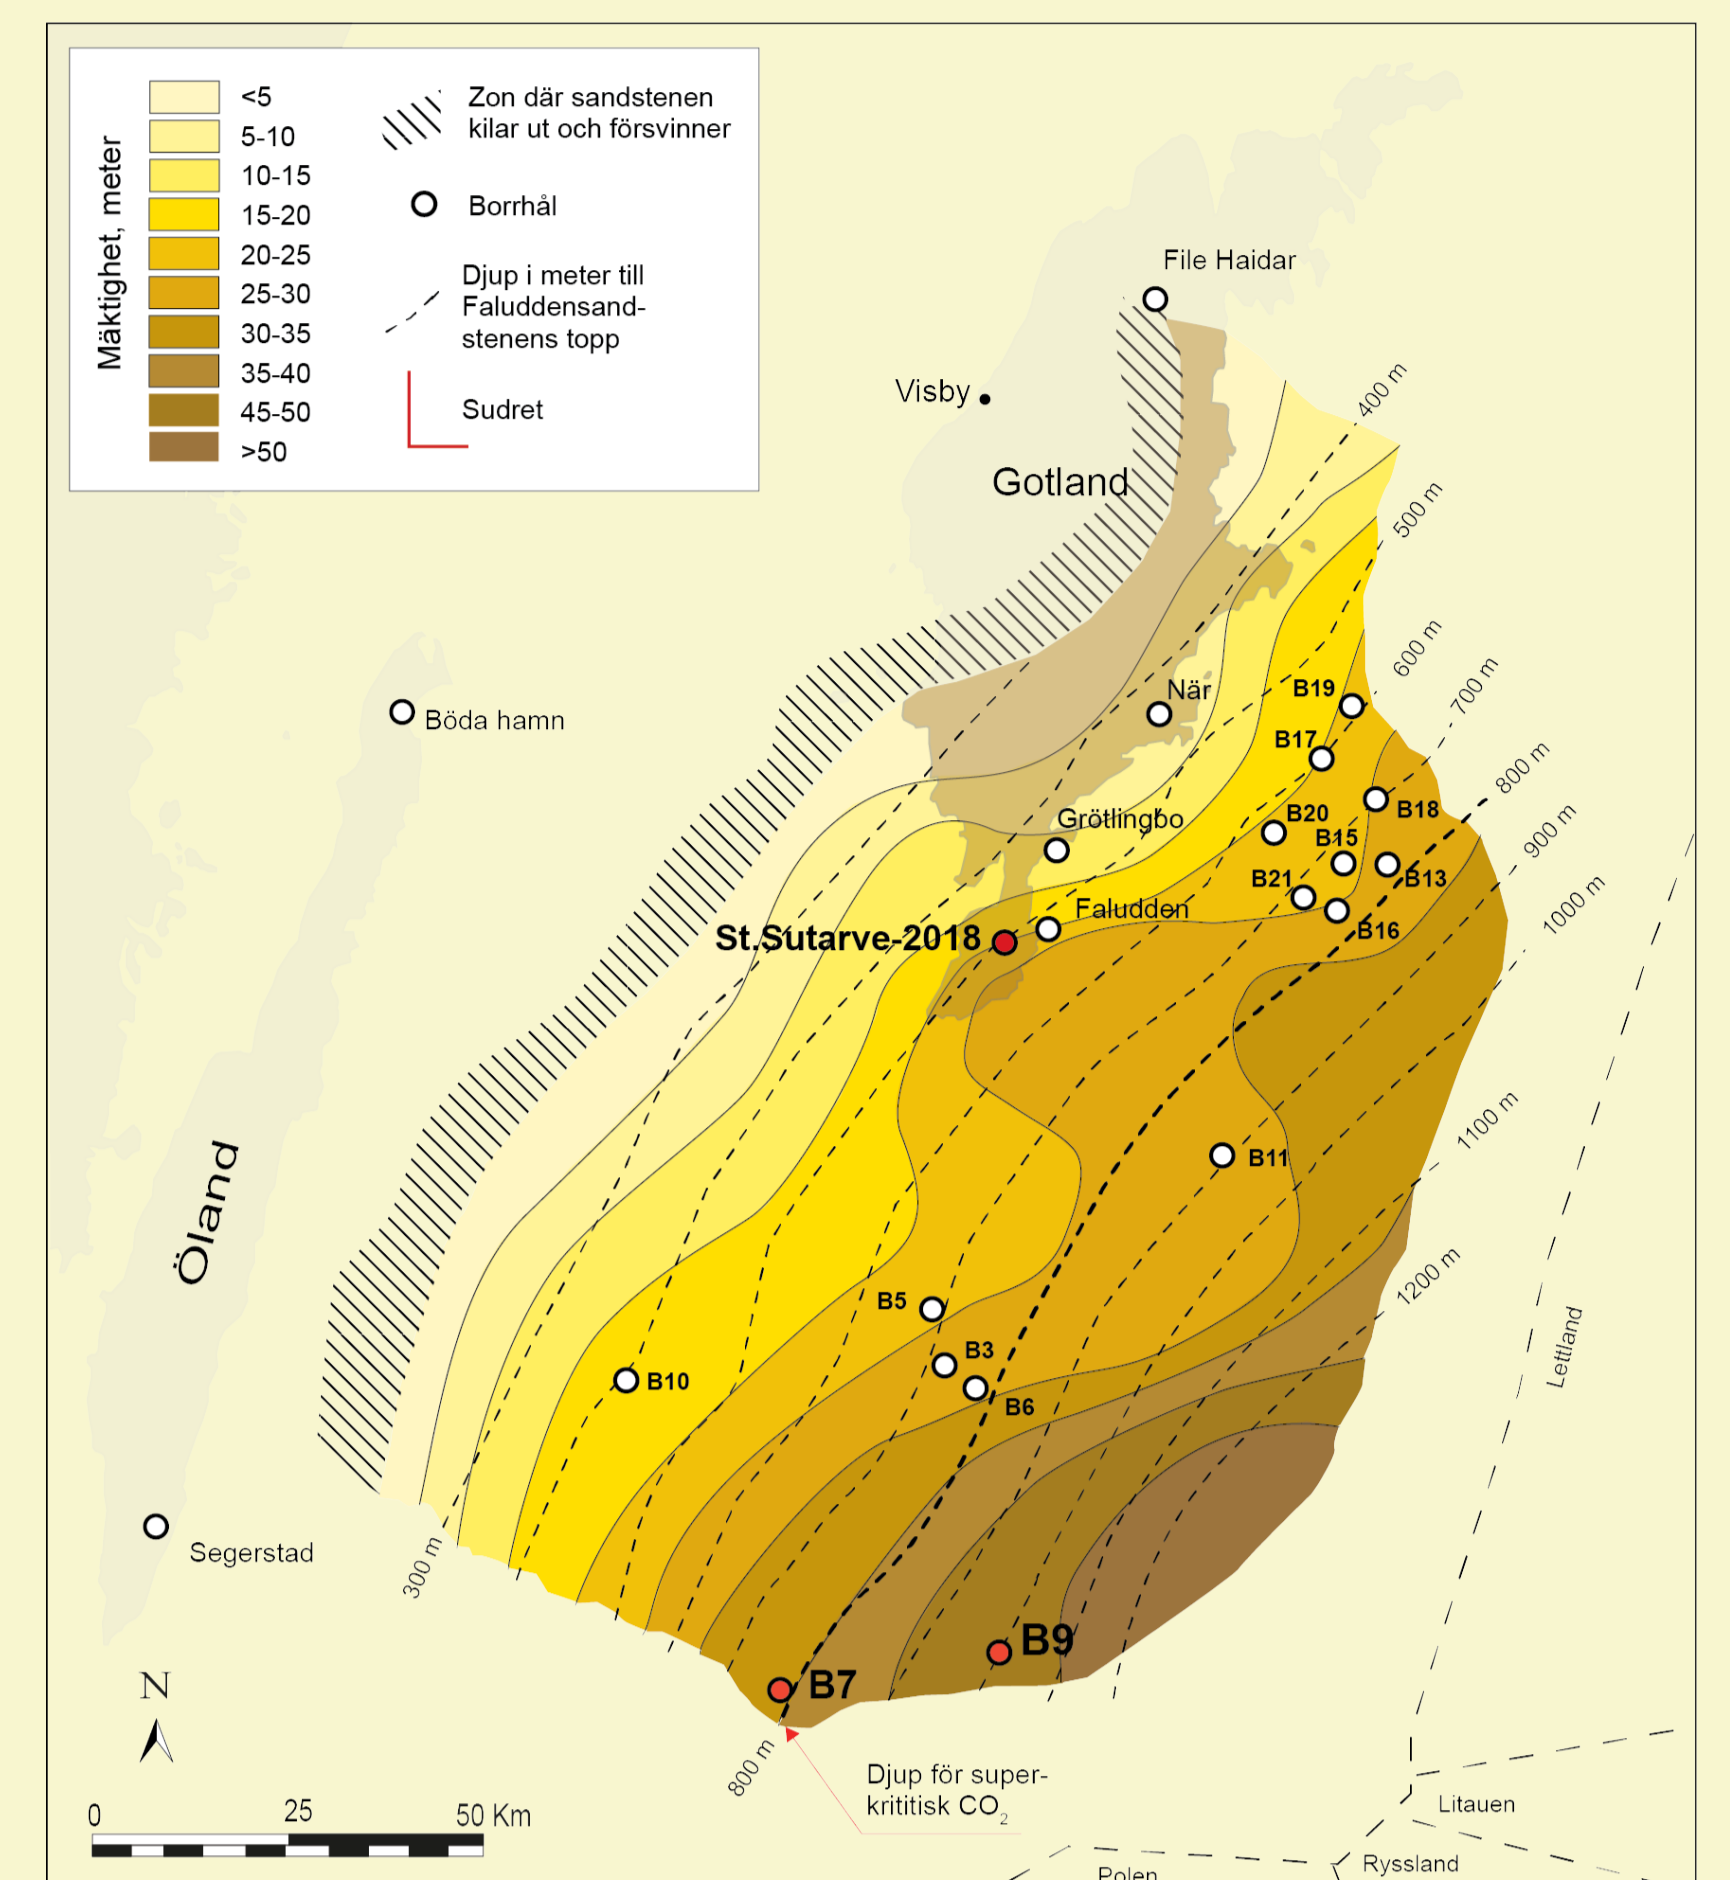 Mäktighet, meter
<5
5-10
10-15
15-20
20-25
25-30
30-35
35-40
45-50
>50
Zon där sandstenen
kilar ut och försvinner
Borrhål
Djup i meter till
Faluddensand-
stenens topp
Sudret
File Haidar
Visby
400 m
Gotland
500 m
600 m
700 m
När
B19
Böda hamn
B17
800 m
B18
B20
Grötlingbo
900 m
B15
B21
B13
1000 m
Faludden
B16
St.Sutarve-2018
1100 m
B11
Öland
1200 m
B5
B3
Lettland
B10
B6
Segerstad
300 m
B9
N
B7
800 m
Djup för super-
krititisk CO2
0 25 50 Km
Litauen
Ryssland
Polen